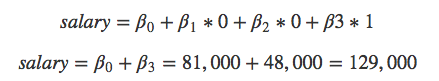 salary = β₀ + β₁ * 0 + β₂ * 0 + β3 * 1
salary = β₀ + β₃ = 81,000 + 48,000 = 129,000